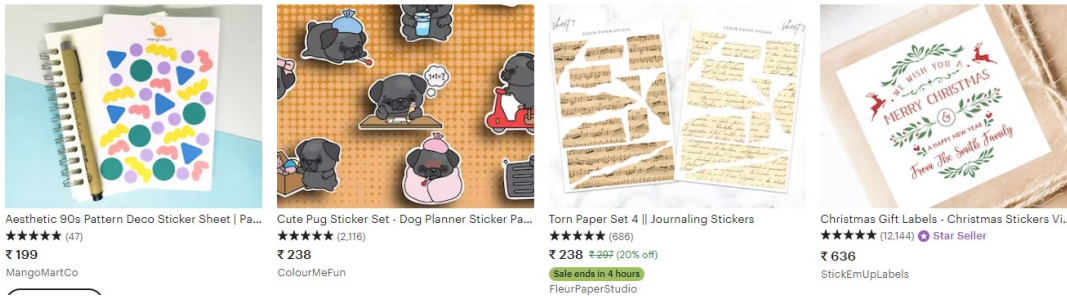 mango mart
Aesthetic 90s Pattern Deco Sticker Sheet | Pa...
(47)
₹ 199
MangoMartCo
1+1=?
Cute Pug Sticker Set - Dog Planner Sticker Pa...
(2,116)
₹ 238
ColourMeFun
sheet 1
FLEUR PAPER STUDIO
FLEUR PAPER STUDIO
sheet 2
Torn Paper Set 4 || Journaling Stickers
(686)
₹ 238 ₹ 297 (20% off)
Sale ends in 4 hours
FleurPaperStudio
WE WISH YOU A
MERRY CHRISTMAS
&
A HAPPY NEW YEAR
From The Smith Family
Christmas Gift Labels - Christmas Stickers Vi...
(12,144) Star Seller
₹ 636
StickEmUpLabels